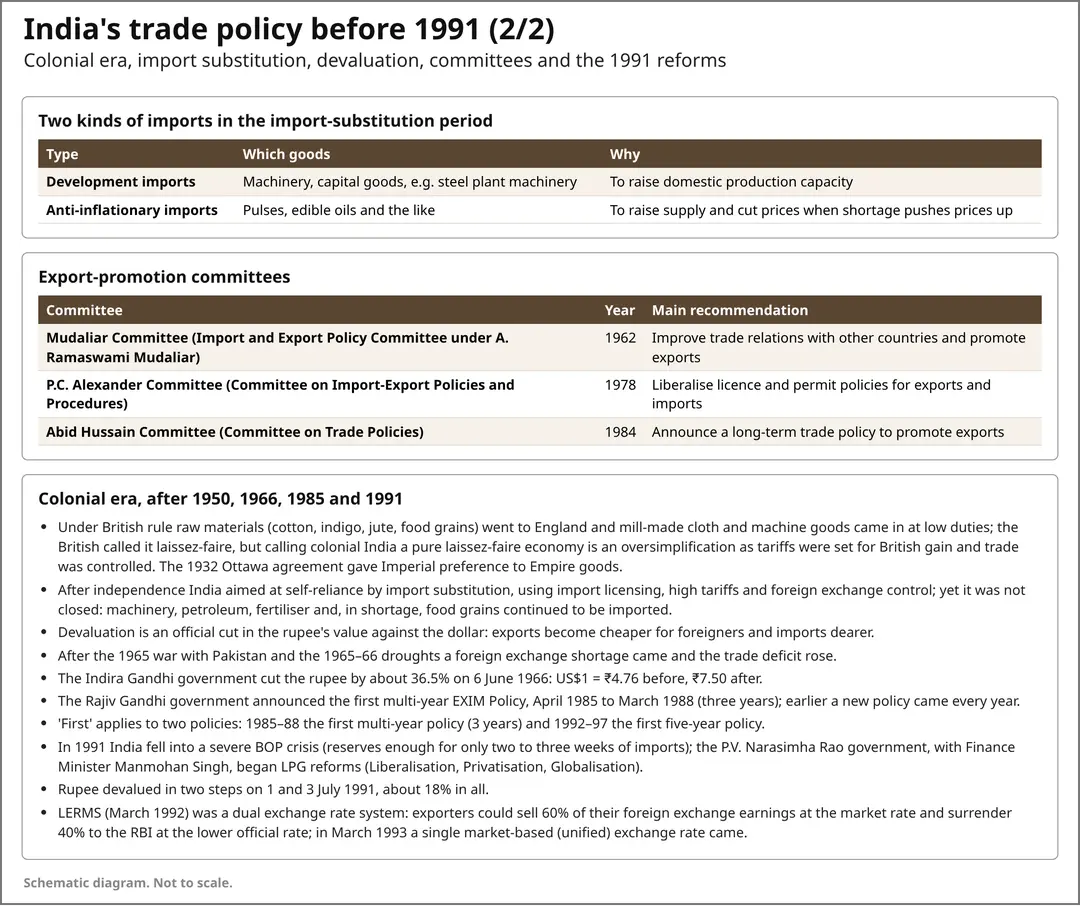 India's trade policy before 1991 (2/2)
Colonial era, import substitution, devaluation, committees and the 1991 reforms
Two kinds of imports in the import-substitution period
Type Which goods Why
Development imports Machinery, capital goods, e.g. steel plant machinery To raise domestic production capacity
Anti-inflationary imports Pulses, edible oils and the like To raise supply and cut prices when shortage pushes prices up
Export-promotion committees
Committee Year Main recommendation
Mudaliar Committee (Import and Export Policy Committee under A. 1962 Improve trade relations with other countries and promote
Ramaswami Mudaliar) exports
P.C. Alexander Committee (Committee on Import-Export Policies and 1978 Liberalise licence and permit policies for exports and
Procedures) imports
Abid Hussain Committee (Committee on Trade Policies) 1984 Announce a long-term trade policy to promote exports
Colonial era, after 1950, 1966, 1985 and 1991
• Under British rule raw materials (cotton, indigo, jute, food grains) went to England and mill-made cloth and machine goods came in at low duties; the
British called it laissez-faire, but calling colonial India a pure laissez-faire economy is an oversimplification as tariffs were set for British gain and trade
was controlled. The 1932 Ottawa agreement gave Imperial preference to Empire goods.
• After independence India aimed at self-reliance by import substitution, using import licensing, high tariffs and foreign exchange control; yet it was not
closed: machinery, petroleum, fertiliser and, in shortage, food grains continued to be imported.
• Devaluation is an official cut in the rupee's value against the dollar: exports become cheaper for foreigners and imports dearer.
• After the 1965 war with Pakistan and the 1965–66 droughts a foreign exchange shortage came and the trade deficit rose.
• The Indira Gandhi government cut the rupee by about 36.5% on 6 June 1966: US$1 = ₹4.76 before, ₹7.50 after.
• The Rajiv Gandhi government announced the first multi-year EXIM Policy, April 1985 to March 1988 (three years); earlier a new policy came every year.
• 'First' applies to two policies: 1985–88 the first multi-year policy (3 years) and 1992–97 the first five-year policy.
• In 1991 India fell into a severe BOP crisis (reserves enough for only two to three weeks of imports); the P.V. Narasimha Rao government, with Finance
Minister Manmohan Singh, began LPG reforms (Liberalisation, Privatisation, Globalisation).
• Rupee devalued in two steps on 1 and 3 July 1991, about 18% in all.
• LERMS (March 1992) was a dual exchange rate system: exporters could sell 60% of their foreign exchange earnings at the market rate and surrender
40% to the RBI at the lower official rate; in March 1993 a single market-based (unified) exchange rate came.
Schematic diagram. Not to scale.